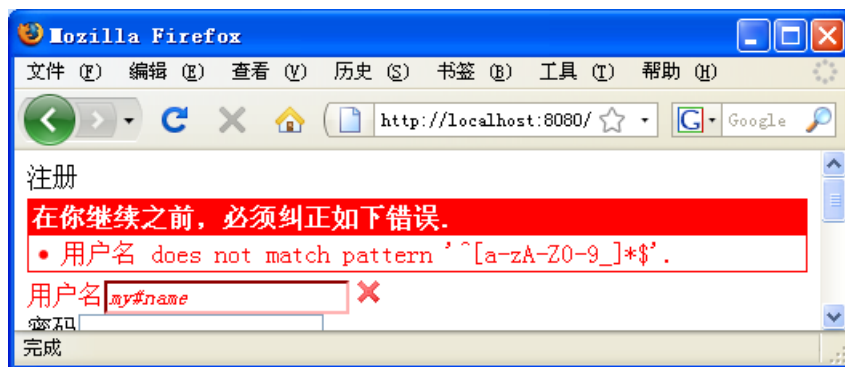 Mozilla Firefox
文件 (F) 编辑 (E) 查看 (V) 历史 (S) 书签 (B) 工具 (T) 帮助 (H)
http://localhost:8080/ G Google
注册
在你继续之前，必须纠正如下错误.
• 用户名 does not match pattern '^[a-zA-Z0-9_]*$'.
用户名 my#name
密码
完成